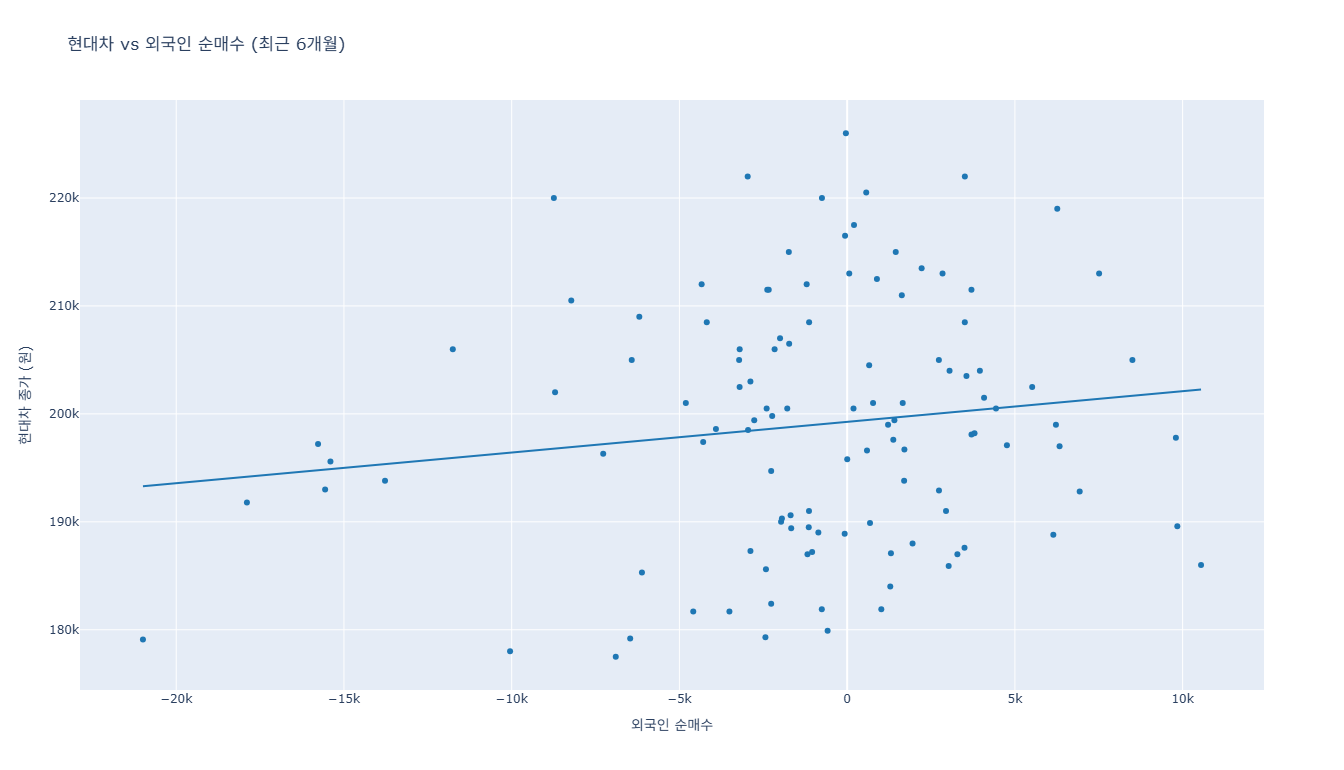 현대차 vs 외국인 순매수 (최근 6개월)
220k
210k
200k
190k
180k
현대차 종가 (원)
−20k
−15k
−10k
−5k
0
5k
10k
외국인 순매수